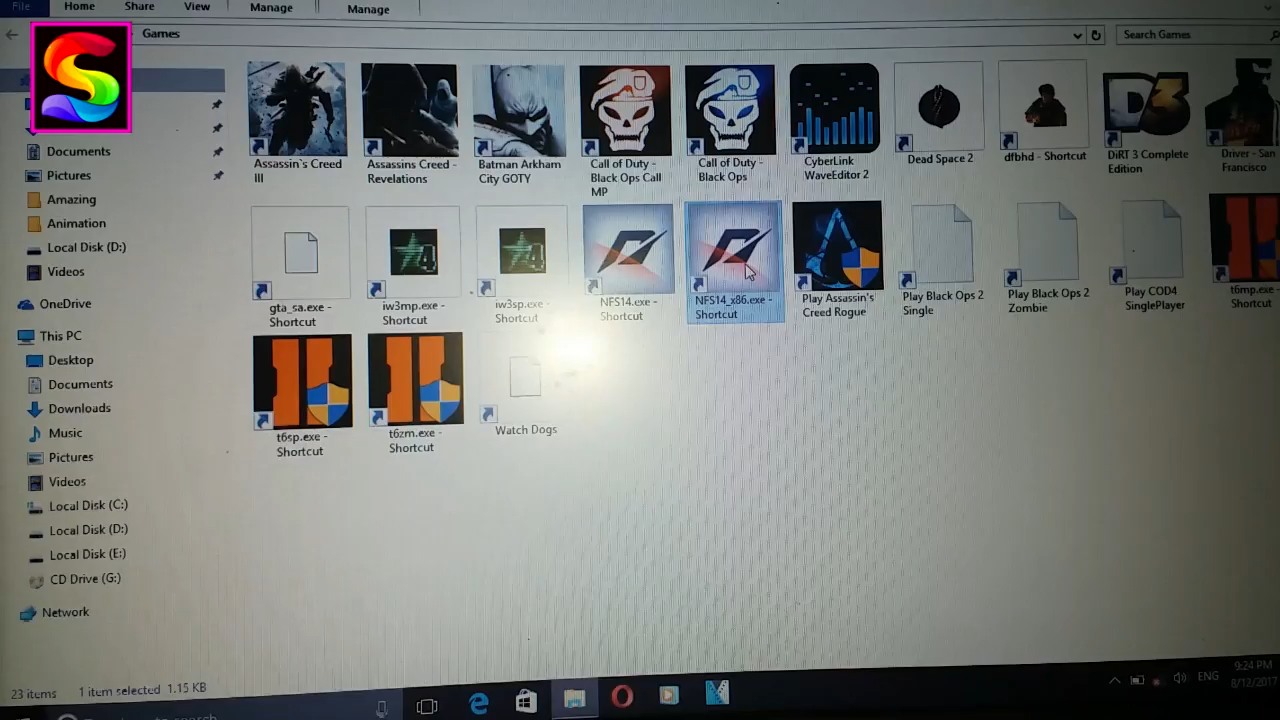 File Home Share View Manage Manage
Games
Search Games
Documents
Pictures
Amazing
Animation
Local Disk (D:)
Videos
OneDrive
This PC
Desktop
Documents
Downloads
Music
Pictures
Videos
Local Disk (C:)
Local Disk (D:)
Local Disk (E:)
CD Drive (G:)
Network
Assassin`s Creed
III
Assassins Creed -
Revelations
Batman Arkham
City GOTY
Call of Duty -
Black Ops Call
MP
Call of Duty -
Black Ops
CyberLink
WaveEditor 2
Dead Space 2
dfbhd - Shortcut
D3
DiRT 3 Complete
Edition
Driver - San
Francisco
gta_sa.exe -
Shortcut
iw3mp.exe -
Shortcut
iw3sp.exe -
Shortcut
NFS14.exe -
Shortcut
NFS14_x86.exe -
Shortcut
Play Assassin's
Creed Rogue
Play Black Ops 2
Single
Play Black Ops 2
Zombie
Play COD4
SinglePlayer
t6mp.exe -
Shortcut
t6sp.exe -
Shortcut
t6zm.exe -
Shortcut
Watch Dogs
23 items 1 item selected 1.15 KB
ENG
9:24 PM
8/12/2017